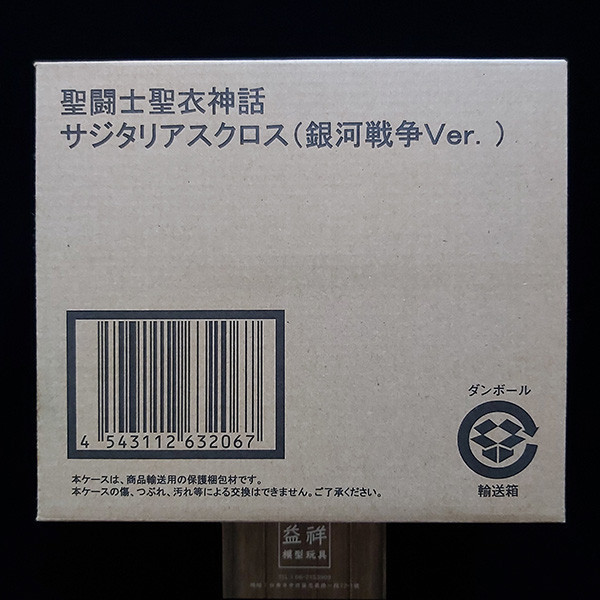 聖闘士聖衣神話
サジタリアスクロス(銀河戦争Ver. )
4 543112 632067
ダンボール
輸送箱
本ケースは、商品輸送用の保護梱包材です。
本ケースの傷、つぶれ、汚れ等による交換はできません。ご了承ください。
益祥
模型玩具